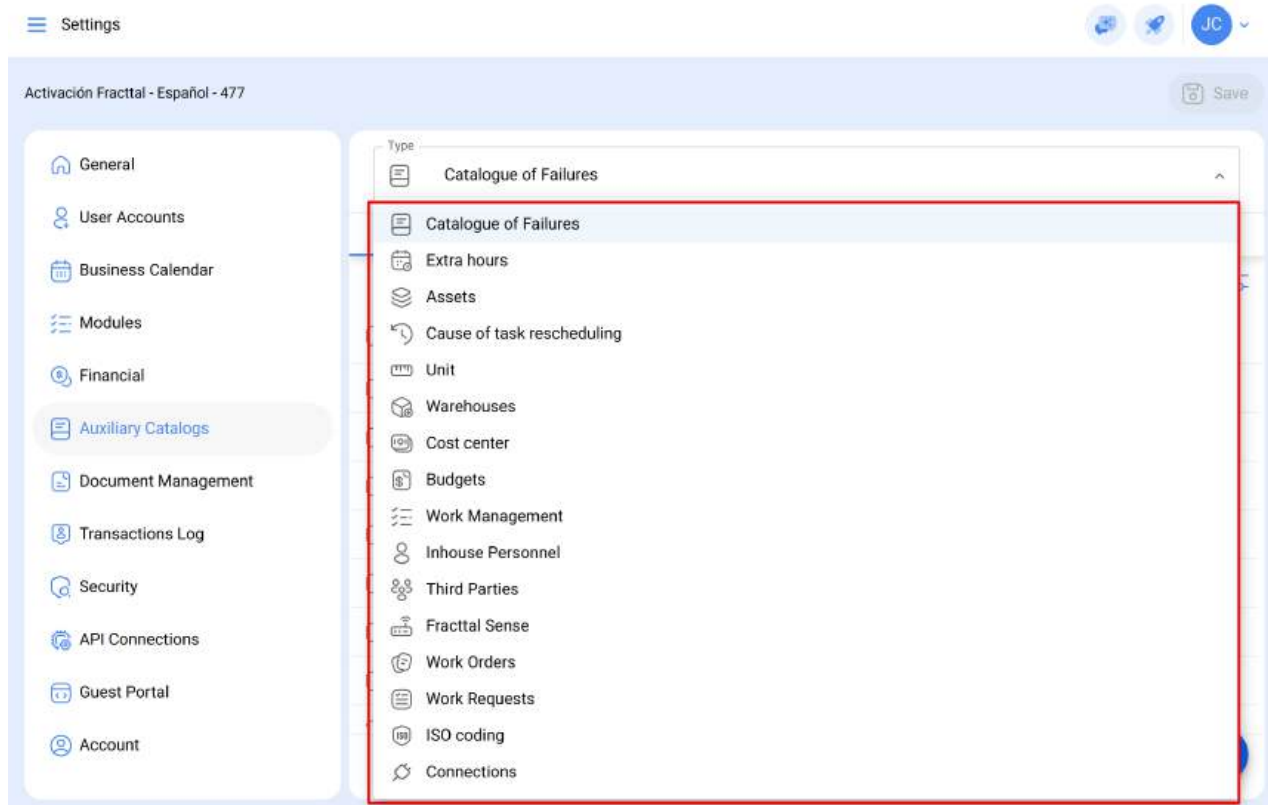 Settings
JC
Activación Fracttal - Español - 477
Save
General
User Accounts
Business Calendar
Modules
Financial
Auxiliary Catalogs
Document Management
Transactions Log
Security
API Connections
Guest Portal
Account
Type
Catalogue of Failures
Catalogue of Failures
Extra hours
Assets
Cause of task rescheduling
Unit
Warehouses
Cost center
Budgets
Work Management
Inhouse Personnel
Third Parties
Fracttal Sense
Work Orders
Work Requests
ISO coding
Connections